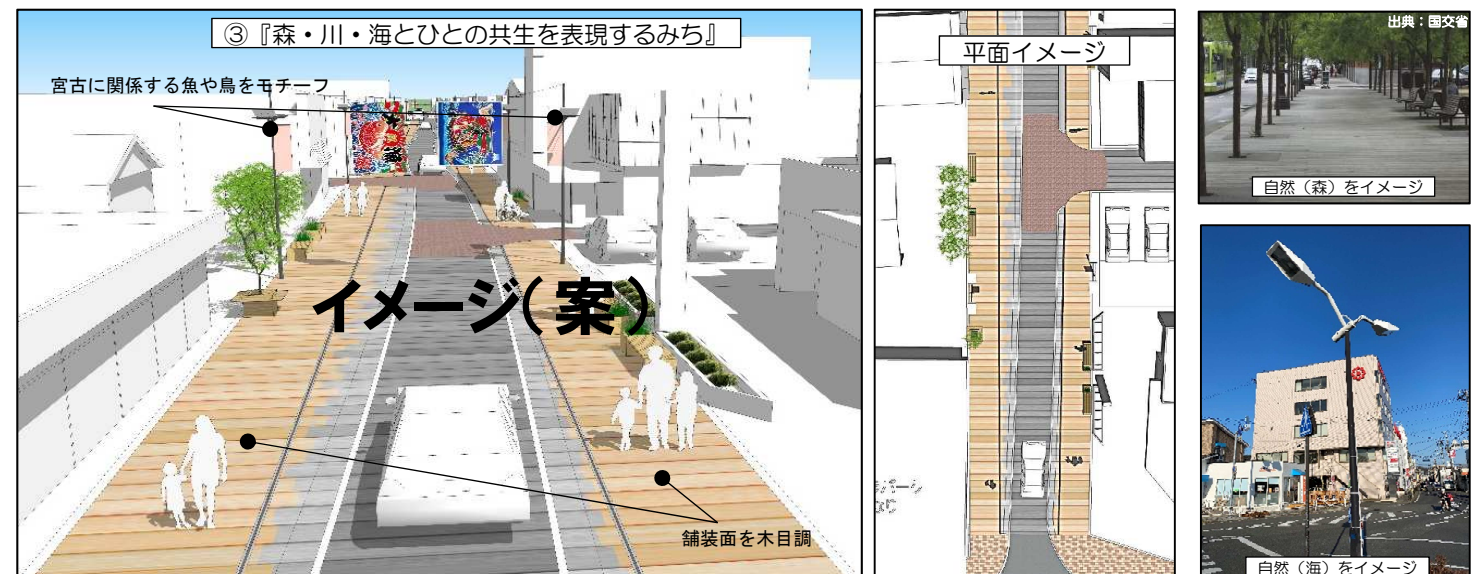 ③『森・川・海とひとの共生を表現するみち』
宮古に関係する魚や鳥をモチーフ
イメージ(案)
舗装面を木目調
平面イメージ
出典：国交省
自然（森）をイメージ
自然（海）をイメージ